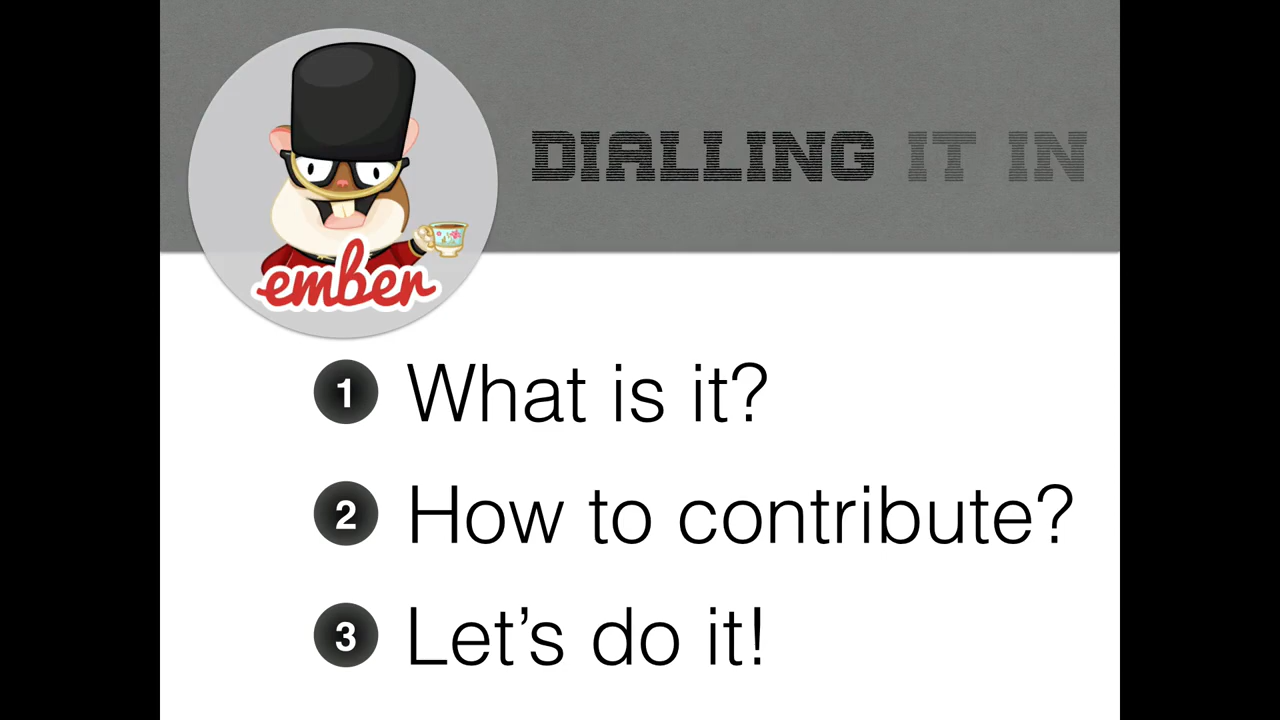 DIALLING IT IN
ember
1 What is it?
2 How to contribute?
3 Let’s do it!